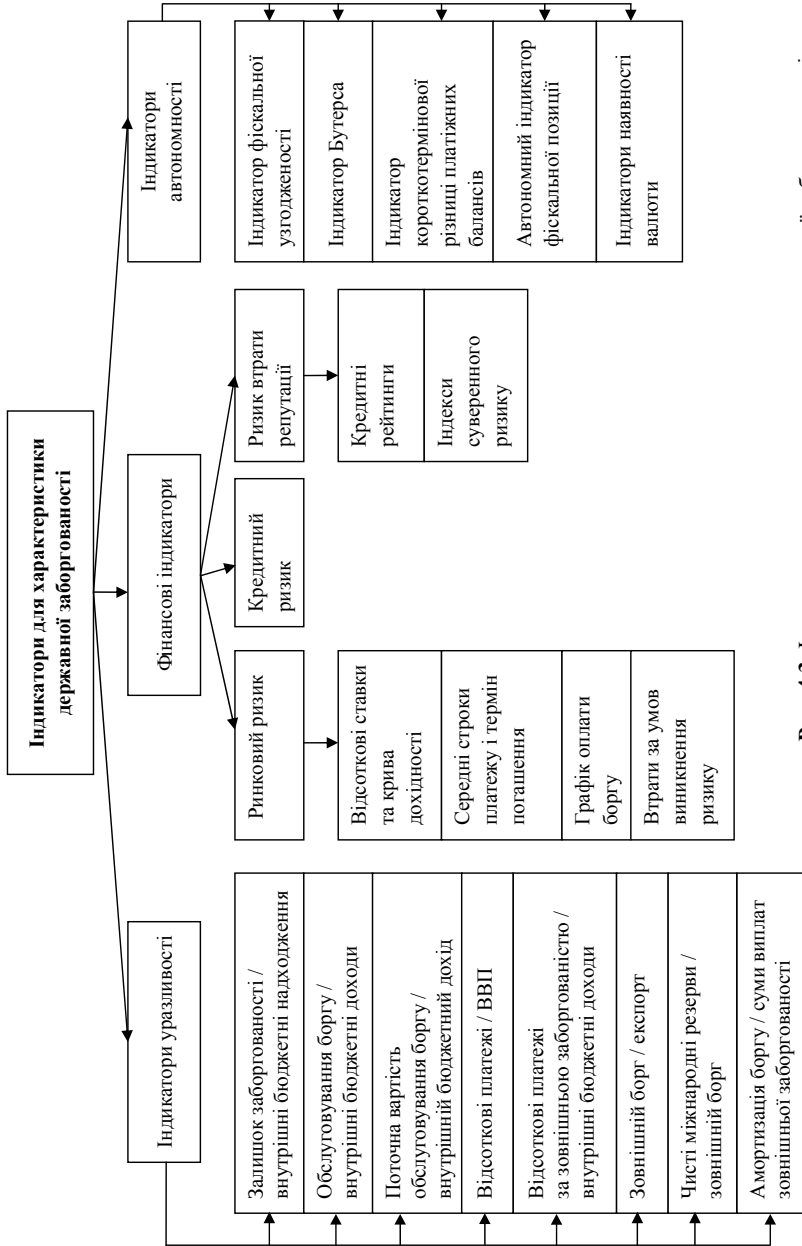 Індикатори для характеристики
державної заборгованості
Індикатори уразливості
Залишок заборгованості /
внутрішні бюджетні надходження
Обслуговування боргу /
внутрішні бюджетні доходи
Поточна вартість
обслуговування боргу /
внутрішній бюджетний дохід
Відсоткові платежі / ВВП
Відсоткові платежі
за зовнішньою заборгованістю /
внутрішні бюджетні доходи
Зовнішній борг / експорт
Чисті міжнародні резерви /
зовнішній борг
Амортизація боргу / суми виплат
зовнішньої заборгованості
Фінансові індикатори
Ринковий ризик
Відсоткові ставки
та крива
дохідності
Середні строки
платежу і термін
погашення
Графік оплати
боргу
Втрати за умов
виникнення
ризику
Кредитний
ризик
Ризик втрати
репутації
Кредитні
рейтинги
Індекси
суверенного
ризику
Індикатори
автономності
Індикатор фіскальної
узгодженості
Індикатор Бутерса
Індикатор
короткотермінової
різниці платіжних
балансів
Автономний індикатор
фіскальної позиції
Індикатори наявності
валюти